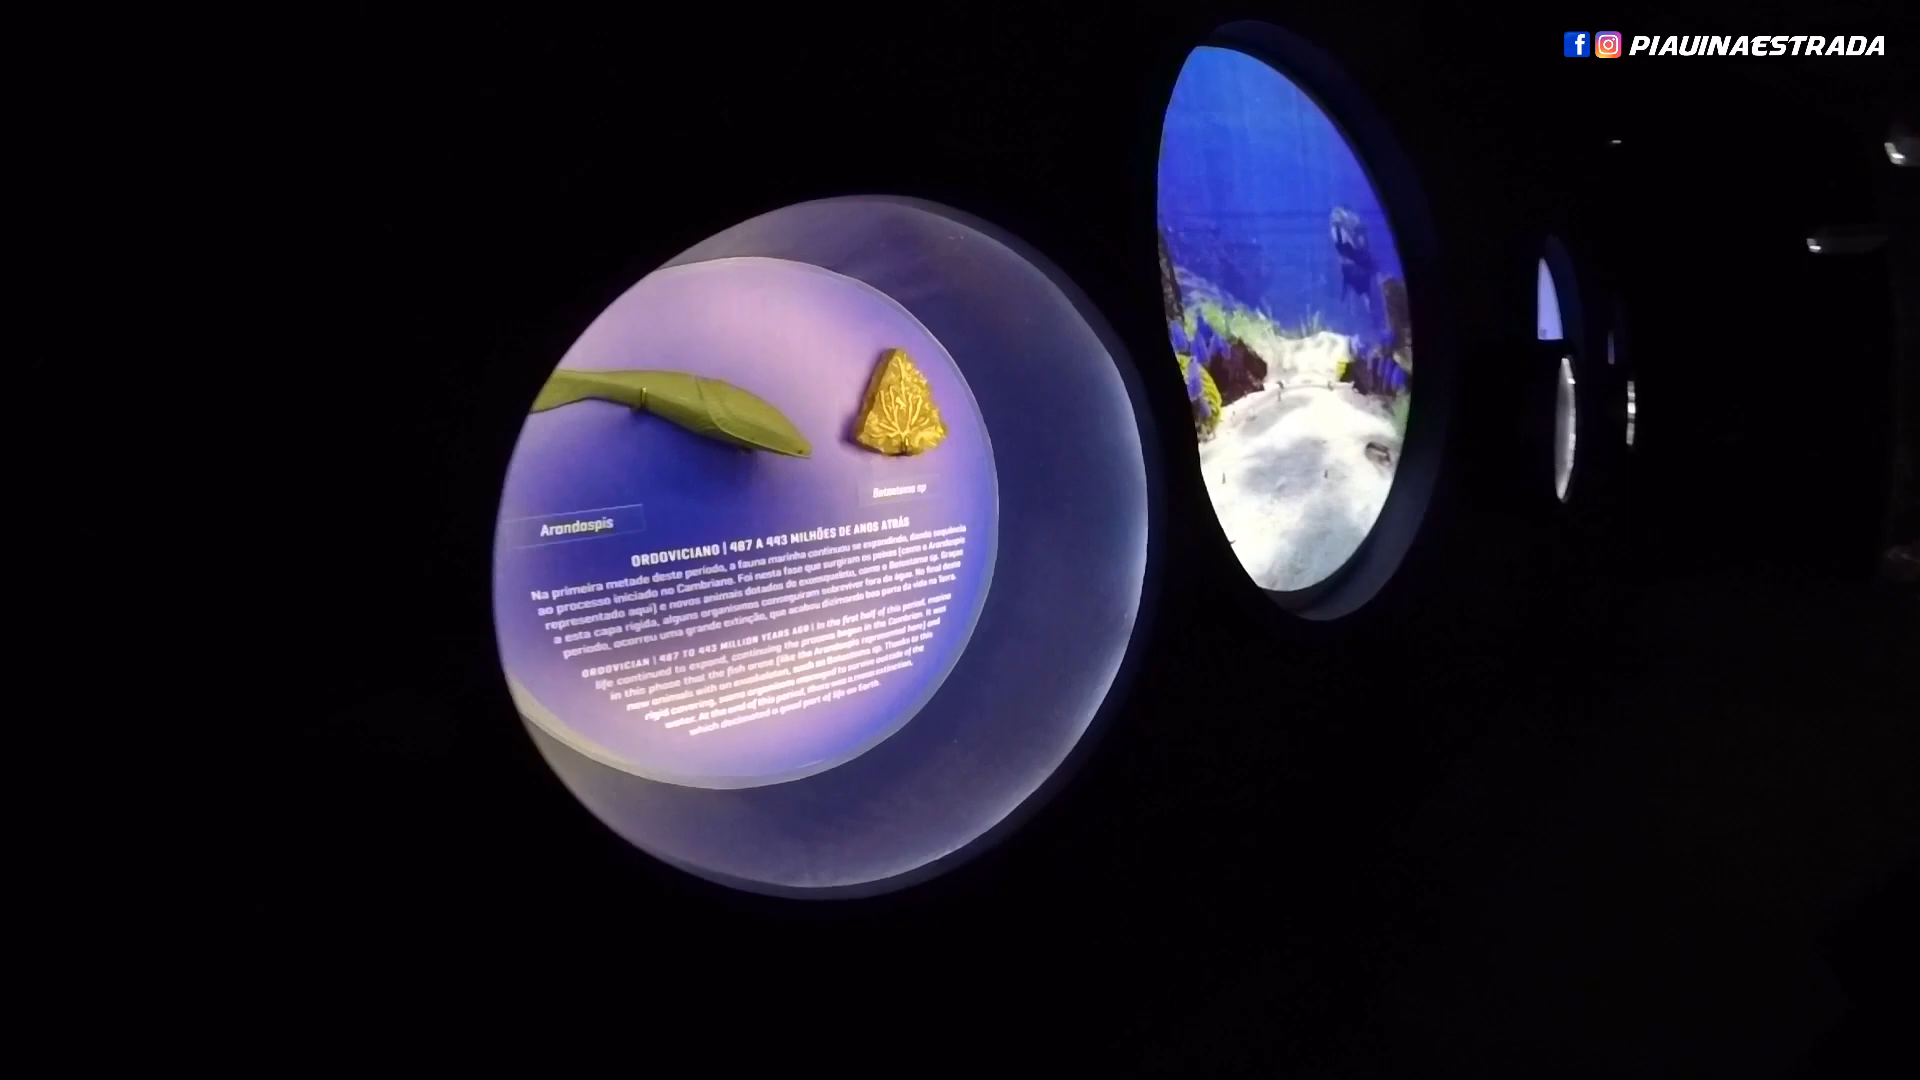 PIAUINAESTRADA
Arandaspis
Batostoma sp
ORDOVICIANO | 487 A 443 MILHÕES DE ANOS ATRÁS
Na primeira metade deste período, a fauna marinha continuou se expandindo, dando sequência
ao processo iniciado no Cambriano. Foi nesta fase que surgiram os peixes (como o Arandaspis
representado aqui) e novos animais dotados de exoesqueleto, como o Batostoma sp. Graças
a esta capa rígida, alguns organismos conseguiram sobreviver fora da água. No final deste
período, ocorreu uma grande extinção, que acabou dizimando boa parte da vida na Terra.
ORDOVICIAN | 487 TO 443 MILLION YEARS AGO | In the first half of this period, marine
life continued to expand, continuing the process begun in the Cambrian. It was
in this phase that the fish arose (like the Arandaspis represented here) and
new animals with an exoskeleton, such as Batostoma sp. Thanks to this
rigid covering, some organisms managed to survive outside of the
water. At the end of this period, there was a mass extinction,
which decimated a good part of life on Earth.